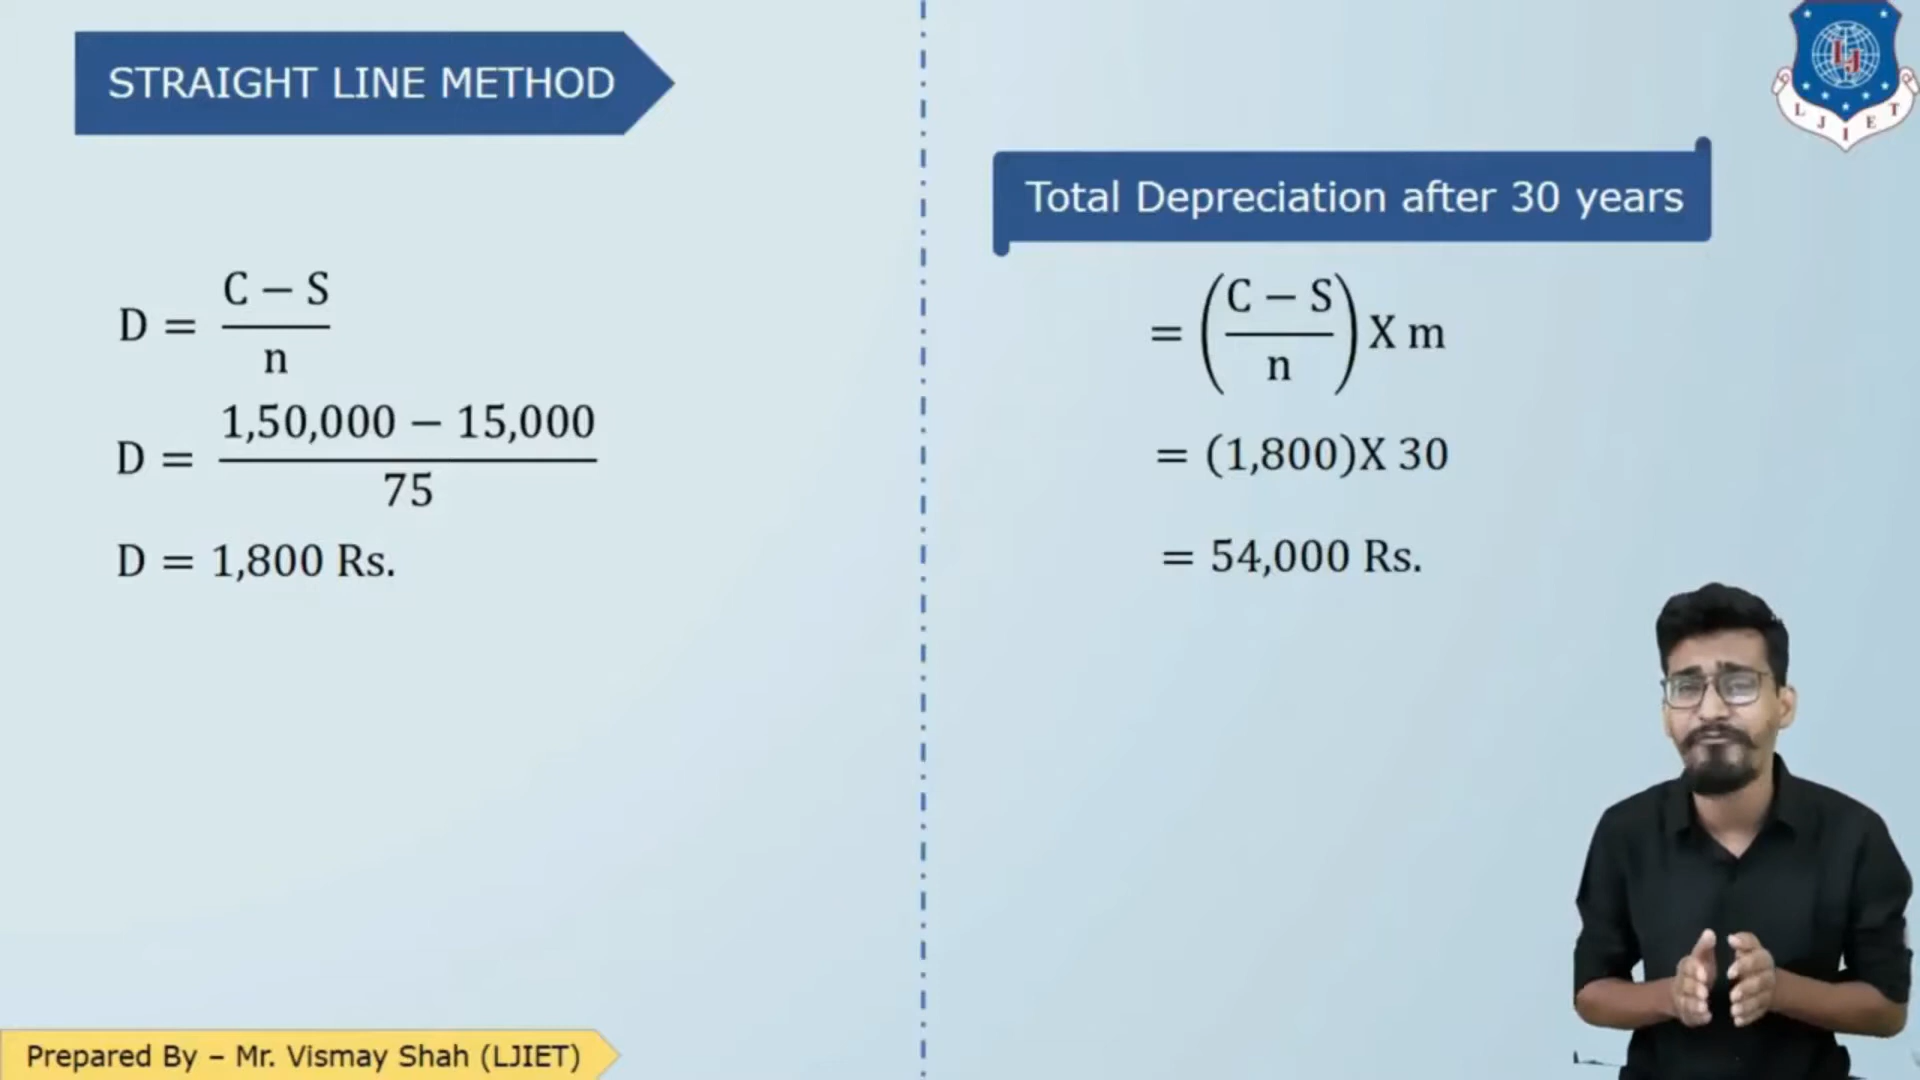 STRAIGHT LINE METHOD
D = (C − S) / n
D = (1,50,000 − 15,000) / 75
D = 1,800 Rs.
Total Depreciation after 30 years
= ((C − S) / n) X m
= (1,800)X 30
= 54,000 Rs.
LJ
L J I E T
Prepared By – Mr. Vismay Shah (LJIET)